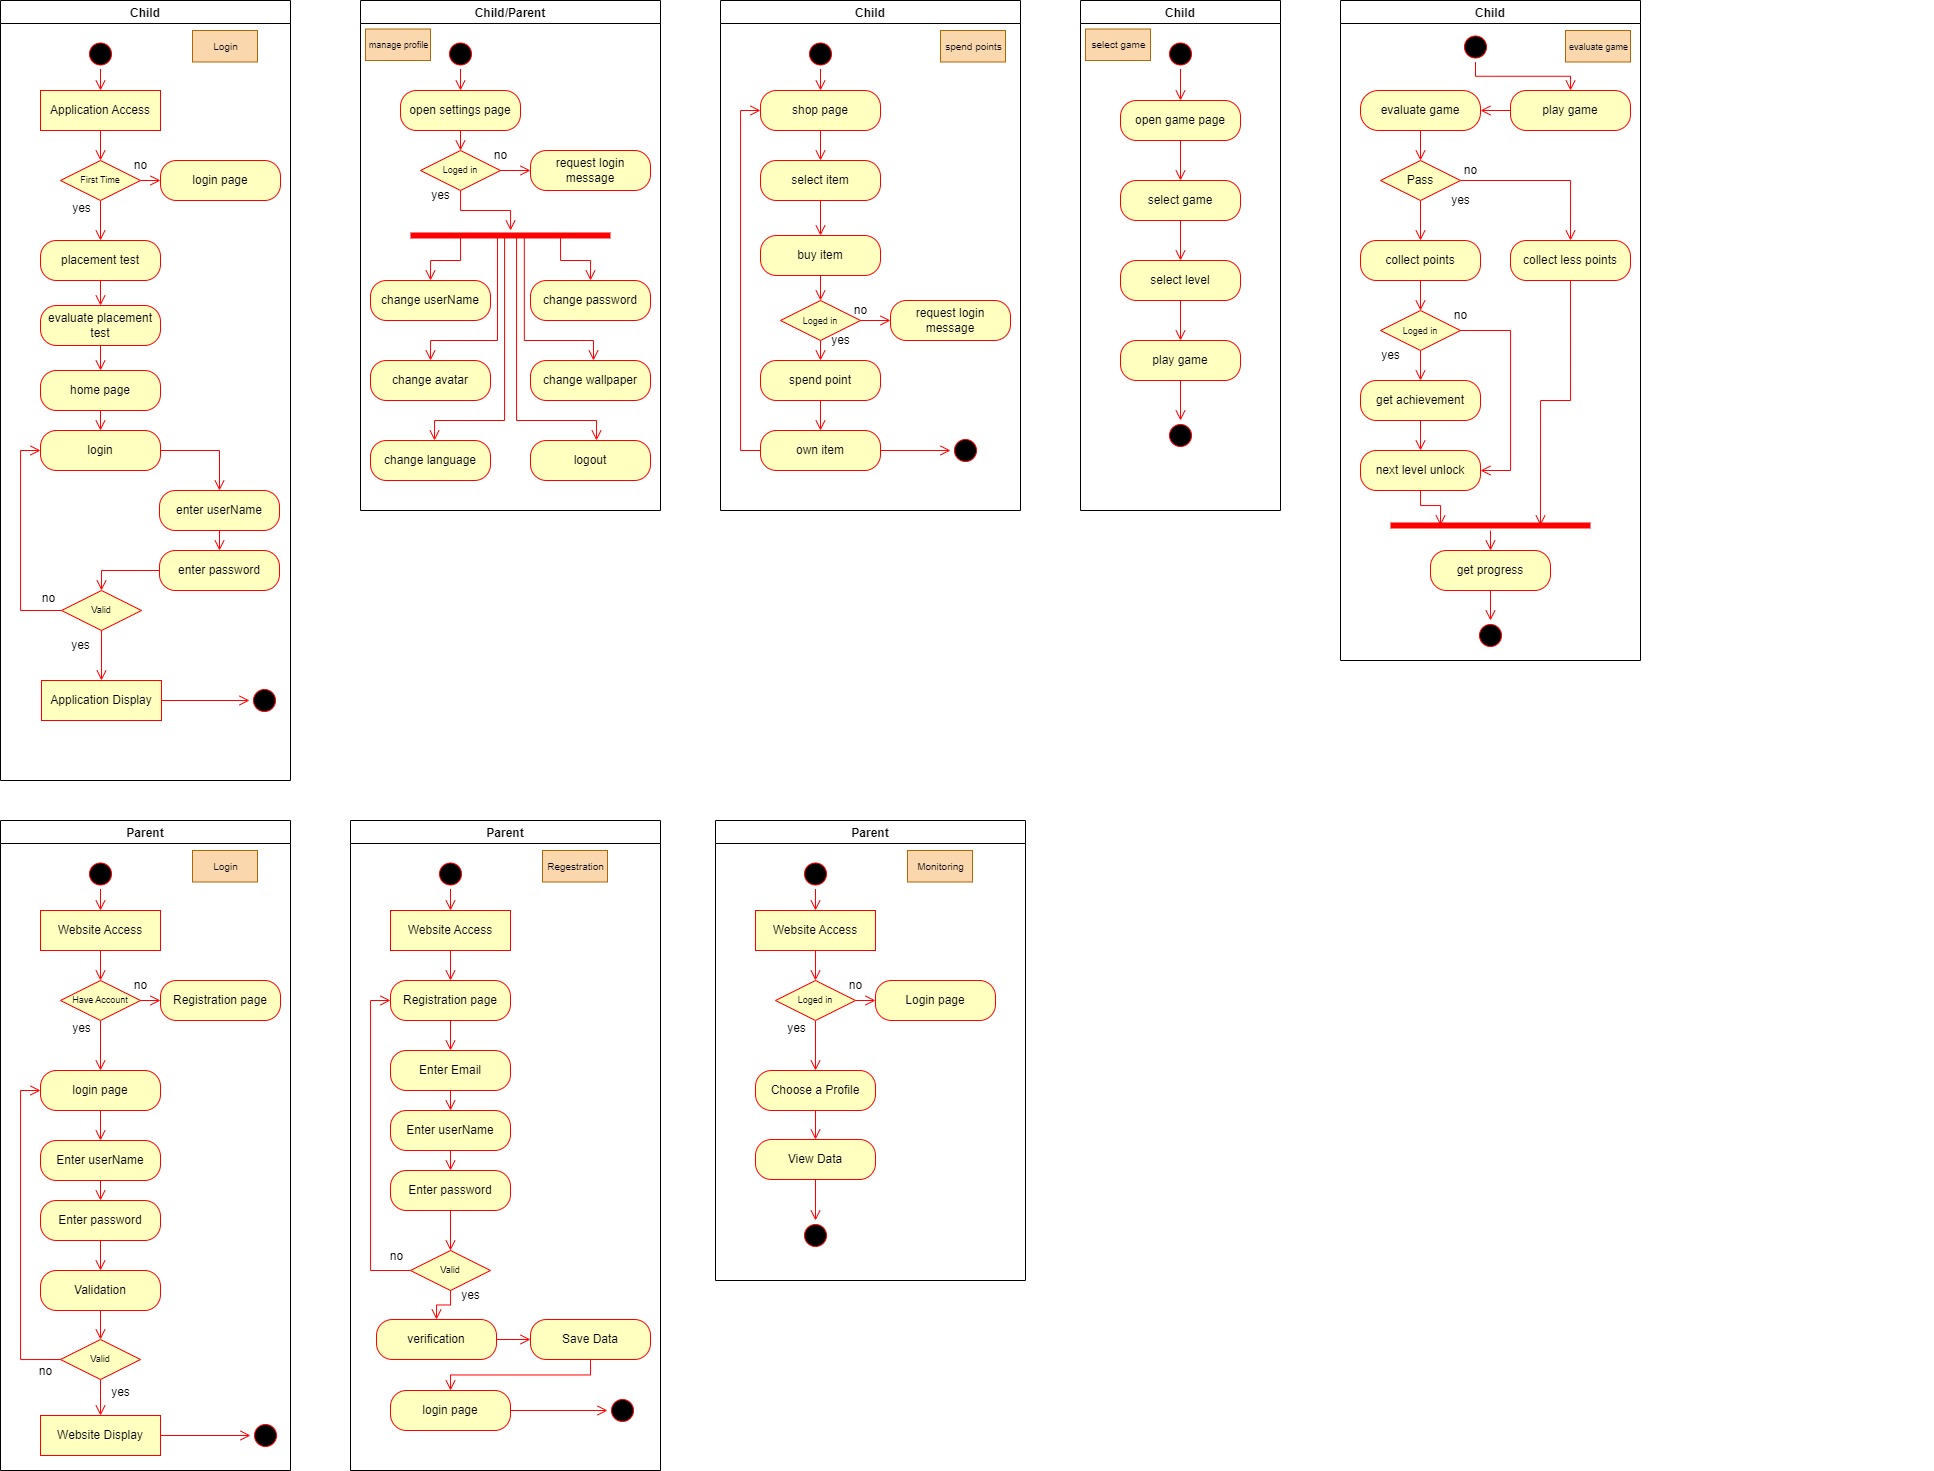 Child
Login
Application Access
First Time
no
login page
yes
placement test
evaluate placement
test
home page
login
enter userName
enter password
no
Valid
yes
Application Display
Child/Parent
manage profile
open settings page
Loged in
no
request login
message
yes
change userName
change password
change avatar
change wallpaper
change language
logout
Child
spend points
shop page
select item
buy item
Loged in
no
request login
message
yes
spend point
own item
Child
select game
open game page
select game
select level
play game
Child
evaluate game
evaluate game
play game
Pass
no
yes
collect points
collect less points
Loged in
no
yes
get achievement
next level unlock
get progress
Parent
Login
Website Access
Have Account
no
Registration page
yes
login page
Enter userName
Enter password
Validation
Valid
no
yes
Website Display
Parent
Regestration
Website Access
Registration page
Enter Email
Enter userName
Enter password
no
Valid
yes
verification
Save Data
login page
Parent
Monitoring
Website Access
Loged in
no
Login page
yes
Choose a Profile
View Data